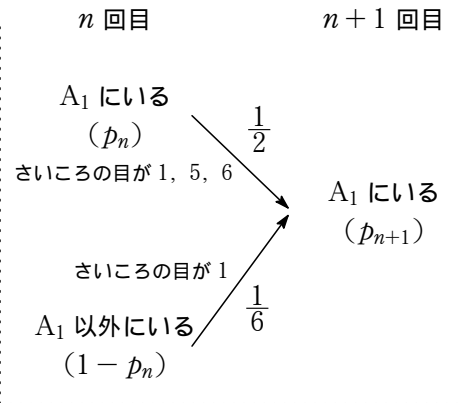 n 回目
n + 1 回目
A₁ にいる
(pₙ)
1/2
さいころの目が 1, 5, 6
A₁ にいる
(pₙ₊₁)
さいころの目が 1
1/6
A₁ 以外にいる
(1 − pₙ)